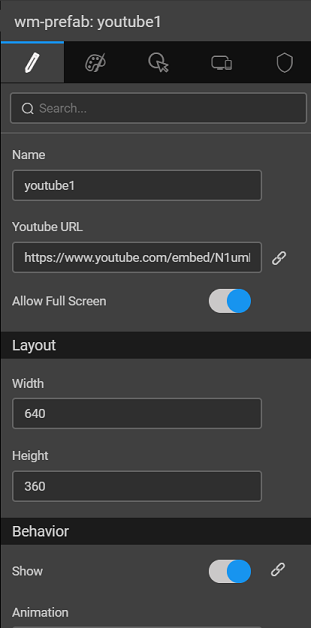 wm-prefab: youtube1
Search...
Name
youtube1
Youtube URL
https://www.youtube.com/embed/N1uml
Allow Full Screen
Layout
Width
640
Height
360
Behavior
Show
Animation